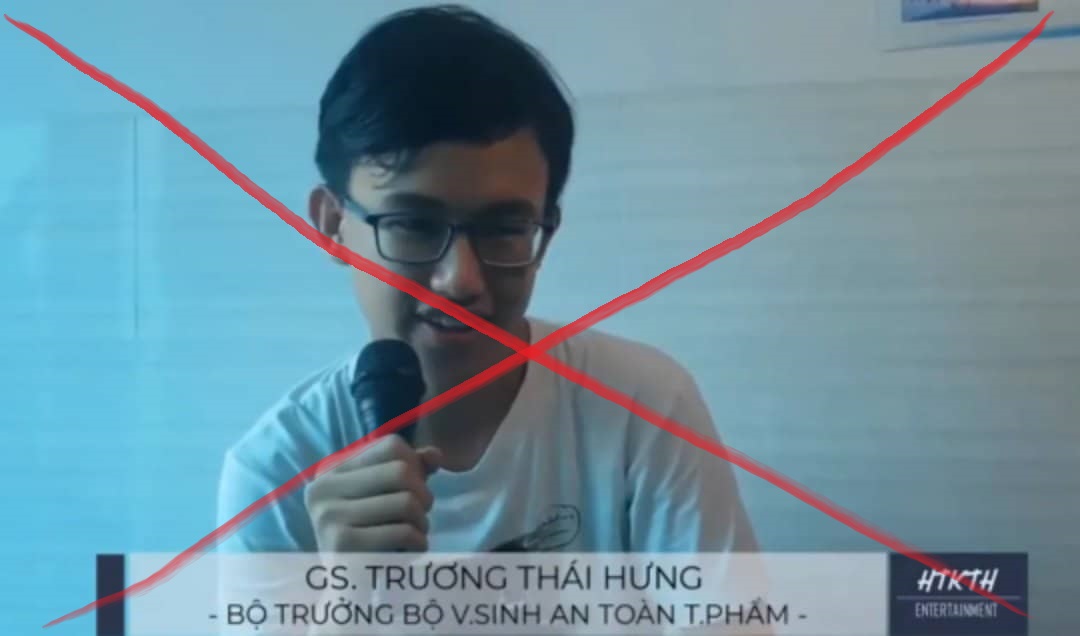 GS. TRƯƠNG THÁI HƯNG
- BỘ TRƯỞNG BỘ V.SINH AN TOÀN T.PHẨM -
HTKTH
ENTERTAINMENT